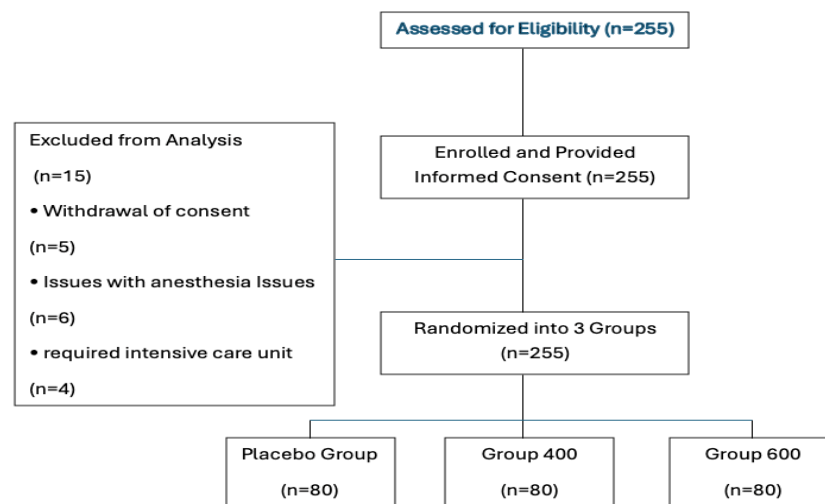 Assessed for Eligibility (n=255)
Excluded from Analysis
(n=15)
• Withdrawal of consent
(n=5)
• Issues with anesthesia Issues
(n=6)
• required intensive care unit
(n=4)
Enrolled and Provided
Informed Consent (n=255)
Randomized into 3 Groups
(n=255)
Placebo Group
(n=80)
Group 400
(n=80)
Group 600
(n=80)